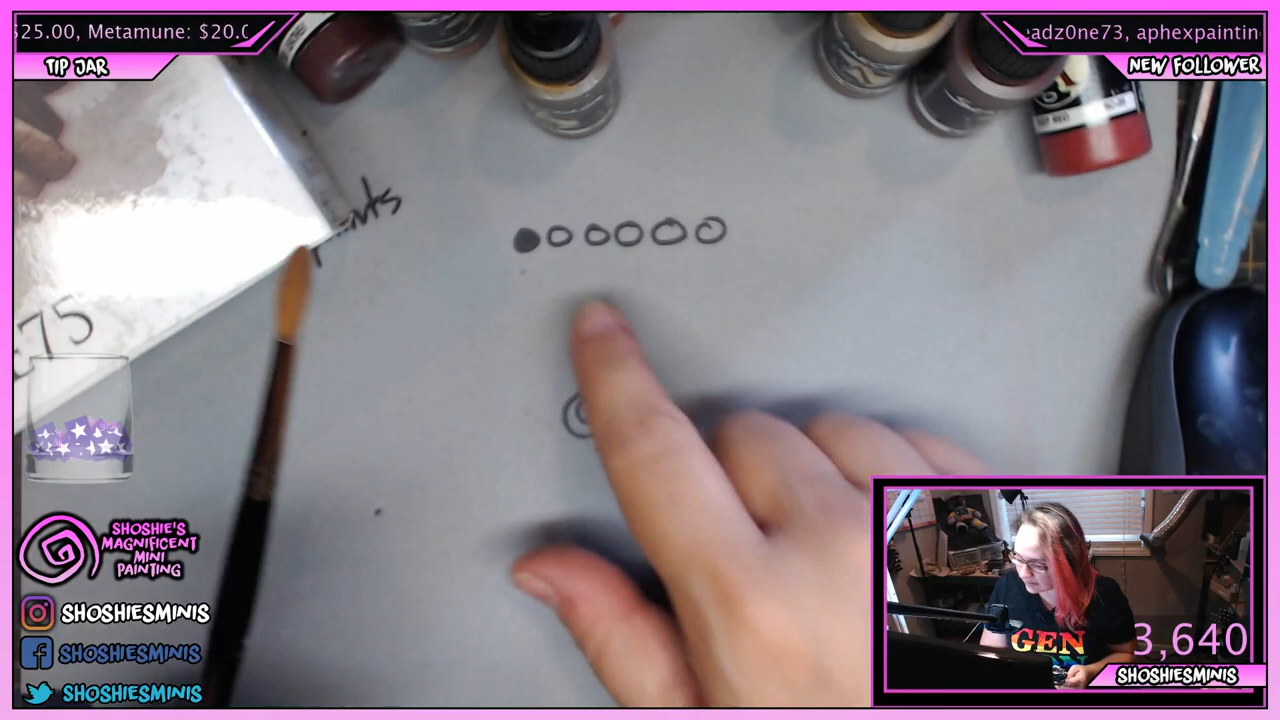 $25.00, Metamune: $20.0
adz0ne73, aphexpaintin
TIP JAR
NEW FOLLOWER
75
SHOSHIE'S
MAGNIFICENT
MINI
PAINTING
SHOSHIESMINIS
SHOSHIESMINIS
SHOSHIESMINIS
GEN
3,640
SHOSHIESMINIS